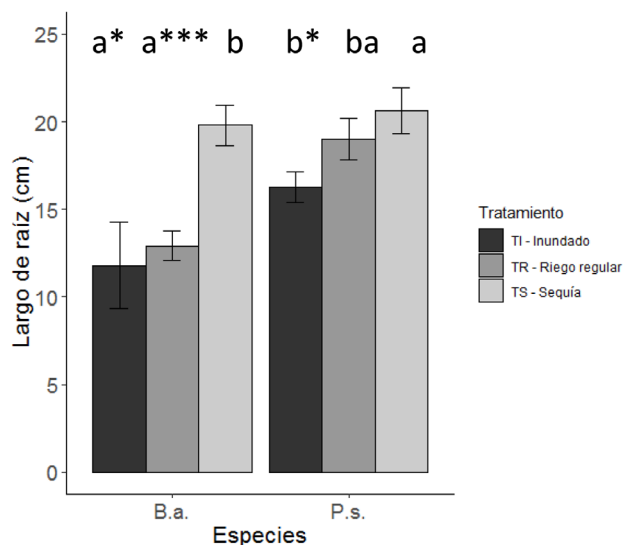 25
a* a*** b b* ba a
20
15
10
5
0
Largo de raíz (cm)
B.a. P.s.
Especies
Tratamiento
TI - Inundado
TR - Riego regular
TS - Sequía